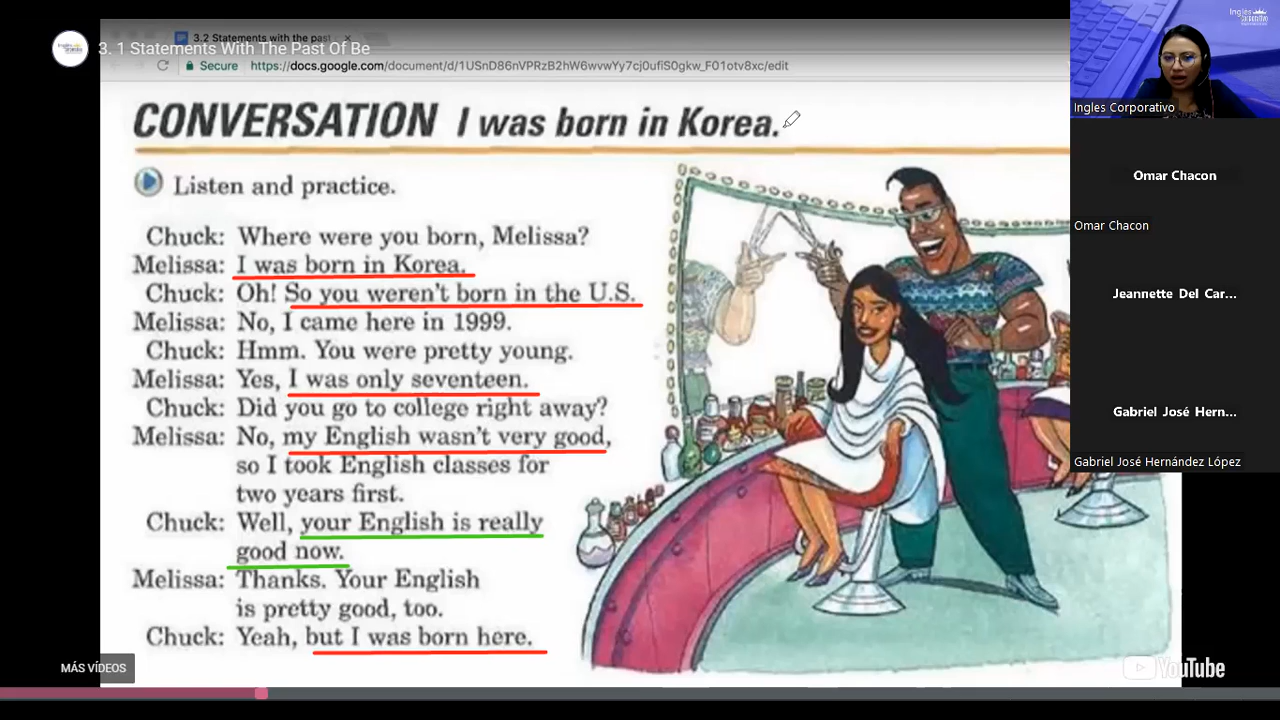 3.2 Statements with the past
3. 1 Statements With The Past Of Be
Secure https://docs.google.com/document/d/1UShD86nVPRzB2hW6wvwYy7cj0ufiS0gkw_F01otv8xc/edit
Ingles
CORPORATIVO
Ingles Corporativo
CONVERSATION I was born in Korea.
Listen and practice.
Chuck: Where were you born, Melissa?
Melissa: I was born in Korea.
Chuck: Oh! So you weren't born in the U.S.
Melissa: No, I came here in 1999.
Chuck: Hmm. You were pretty young.
Melissa: Yes, I was only seventeen.
Chuck: Did you go to college right away?
Melissa: No, my English wasn't very good,
so I took English classes for
two years first.
Chuck: Well, your English is really
good now.
Melissa: Thanks. Your English
is pretty good, too.
Chuck: Yeah, but I was born here.
Omar Chacon
Omar Chacon
Jeannette Del Car...
Gabriel José Hern...
Gabriel José Hernández López
MÁS VÍDEOS
YouTube